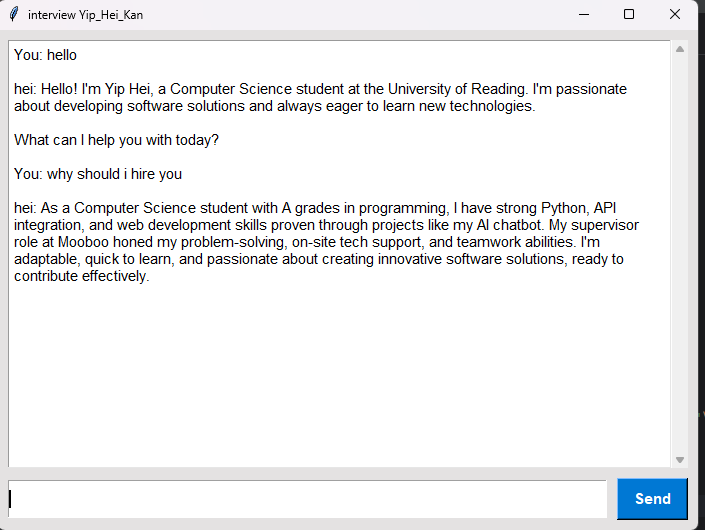 interview Yip_Hei_Kan
You: hello
hei: Hello! I'm Yip Hei, a Computer Science student at the University of Reading. I'm passionate
about developing software solutions and always eager to learn new technologies.
What can I help you with today?
You: why should i hire you
hei: As a Computer Science student with A grades in programming, I have strong Python, API
integration, and web development skills proven through projects like my AI chatbot. My supervisor
role at Mooboo honed my problem-solving, on-site tech support, and teamwork abilities. I'm
adaptable, quick to learn, and passionate about creating innovative software solutions, ready to
contribute effectively.
Send